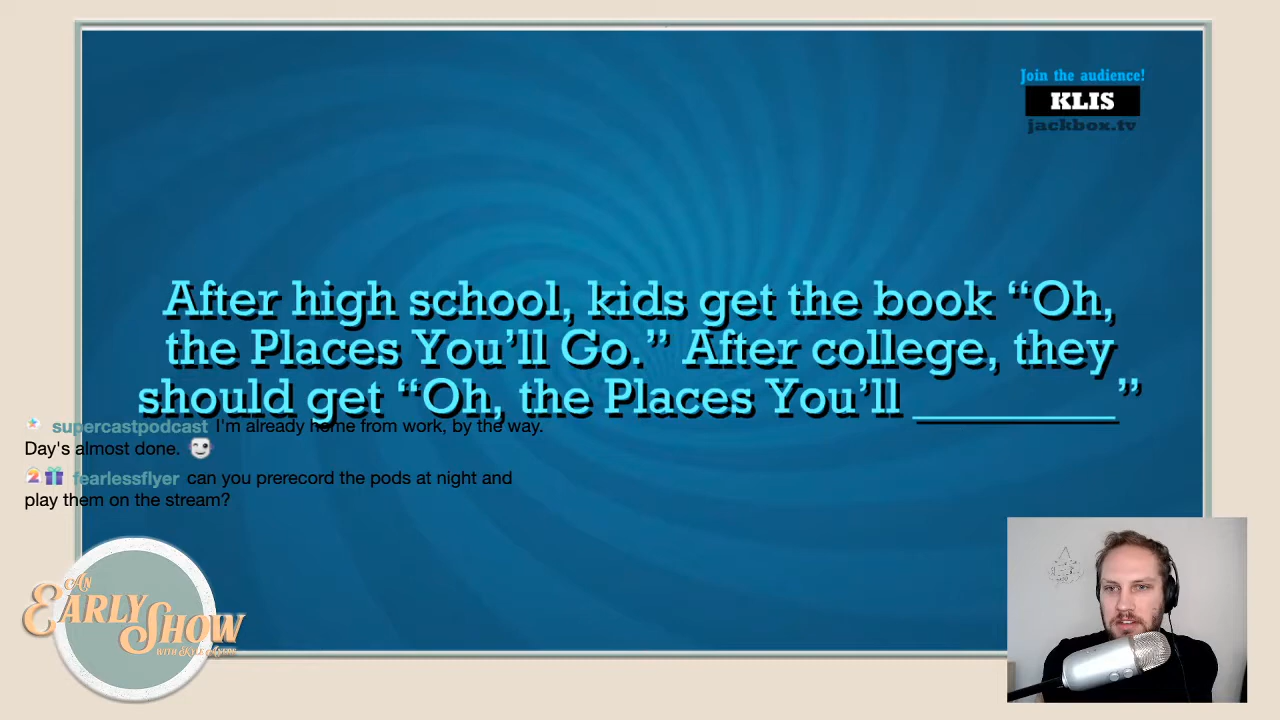 Join the audience!
KLIS
jackbox.tv
After high school, kids get the book “Oh,
the Places You’ll Go.” After college, they
should get “Oh, the Places You’ll ________”
supercastpodcast I'm already home from work, by the way.
Day's almost done.
fearlessflyer can you prerecord the pods at night and
play them on the stream?
AN
EARLY
SHOW